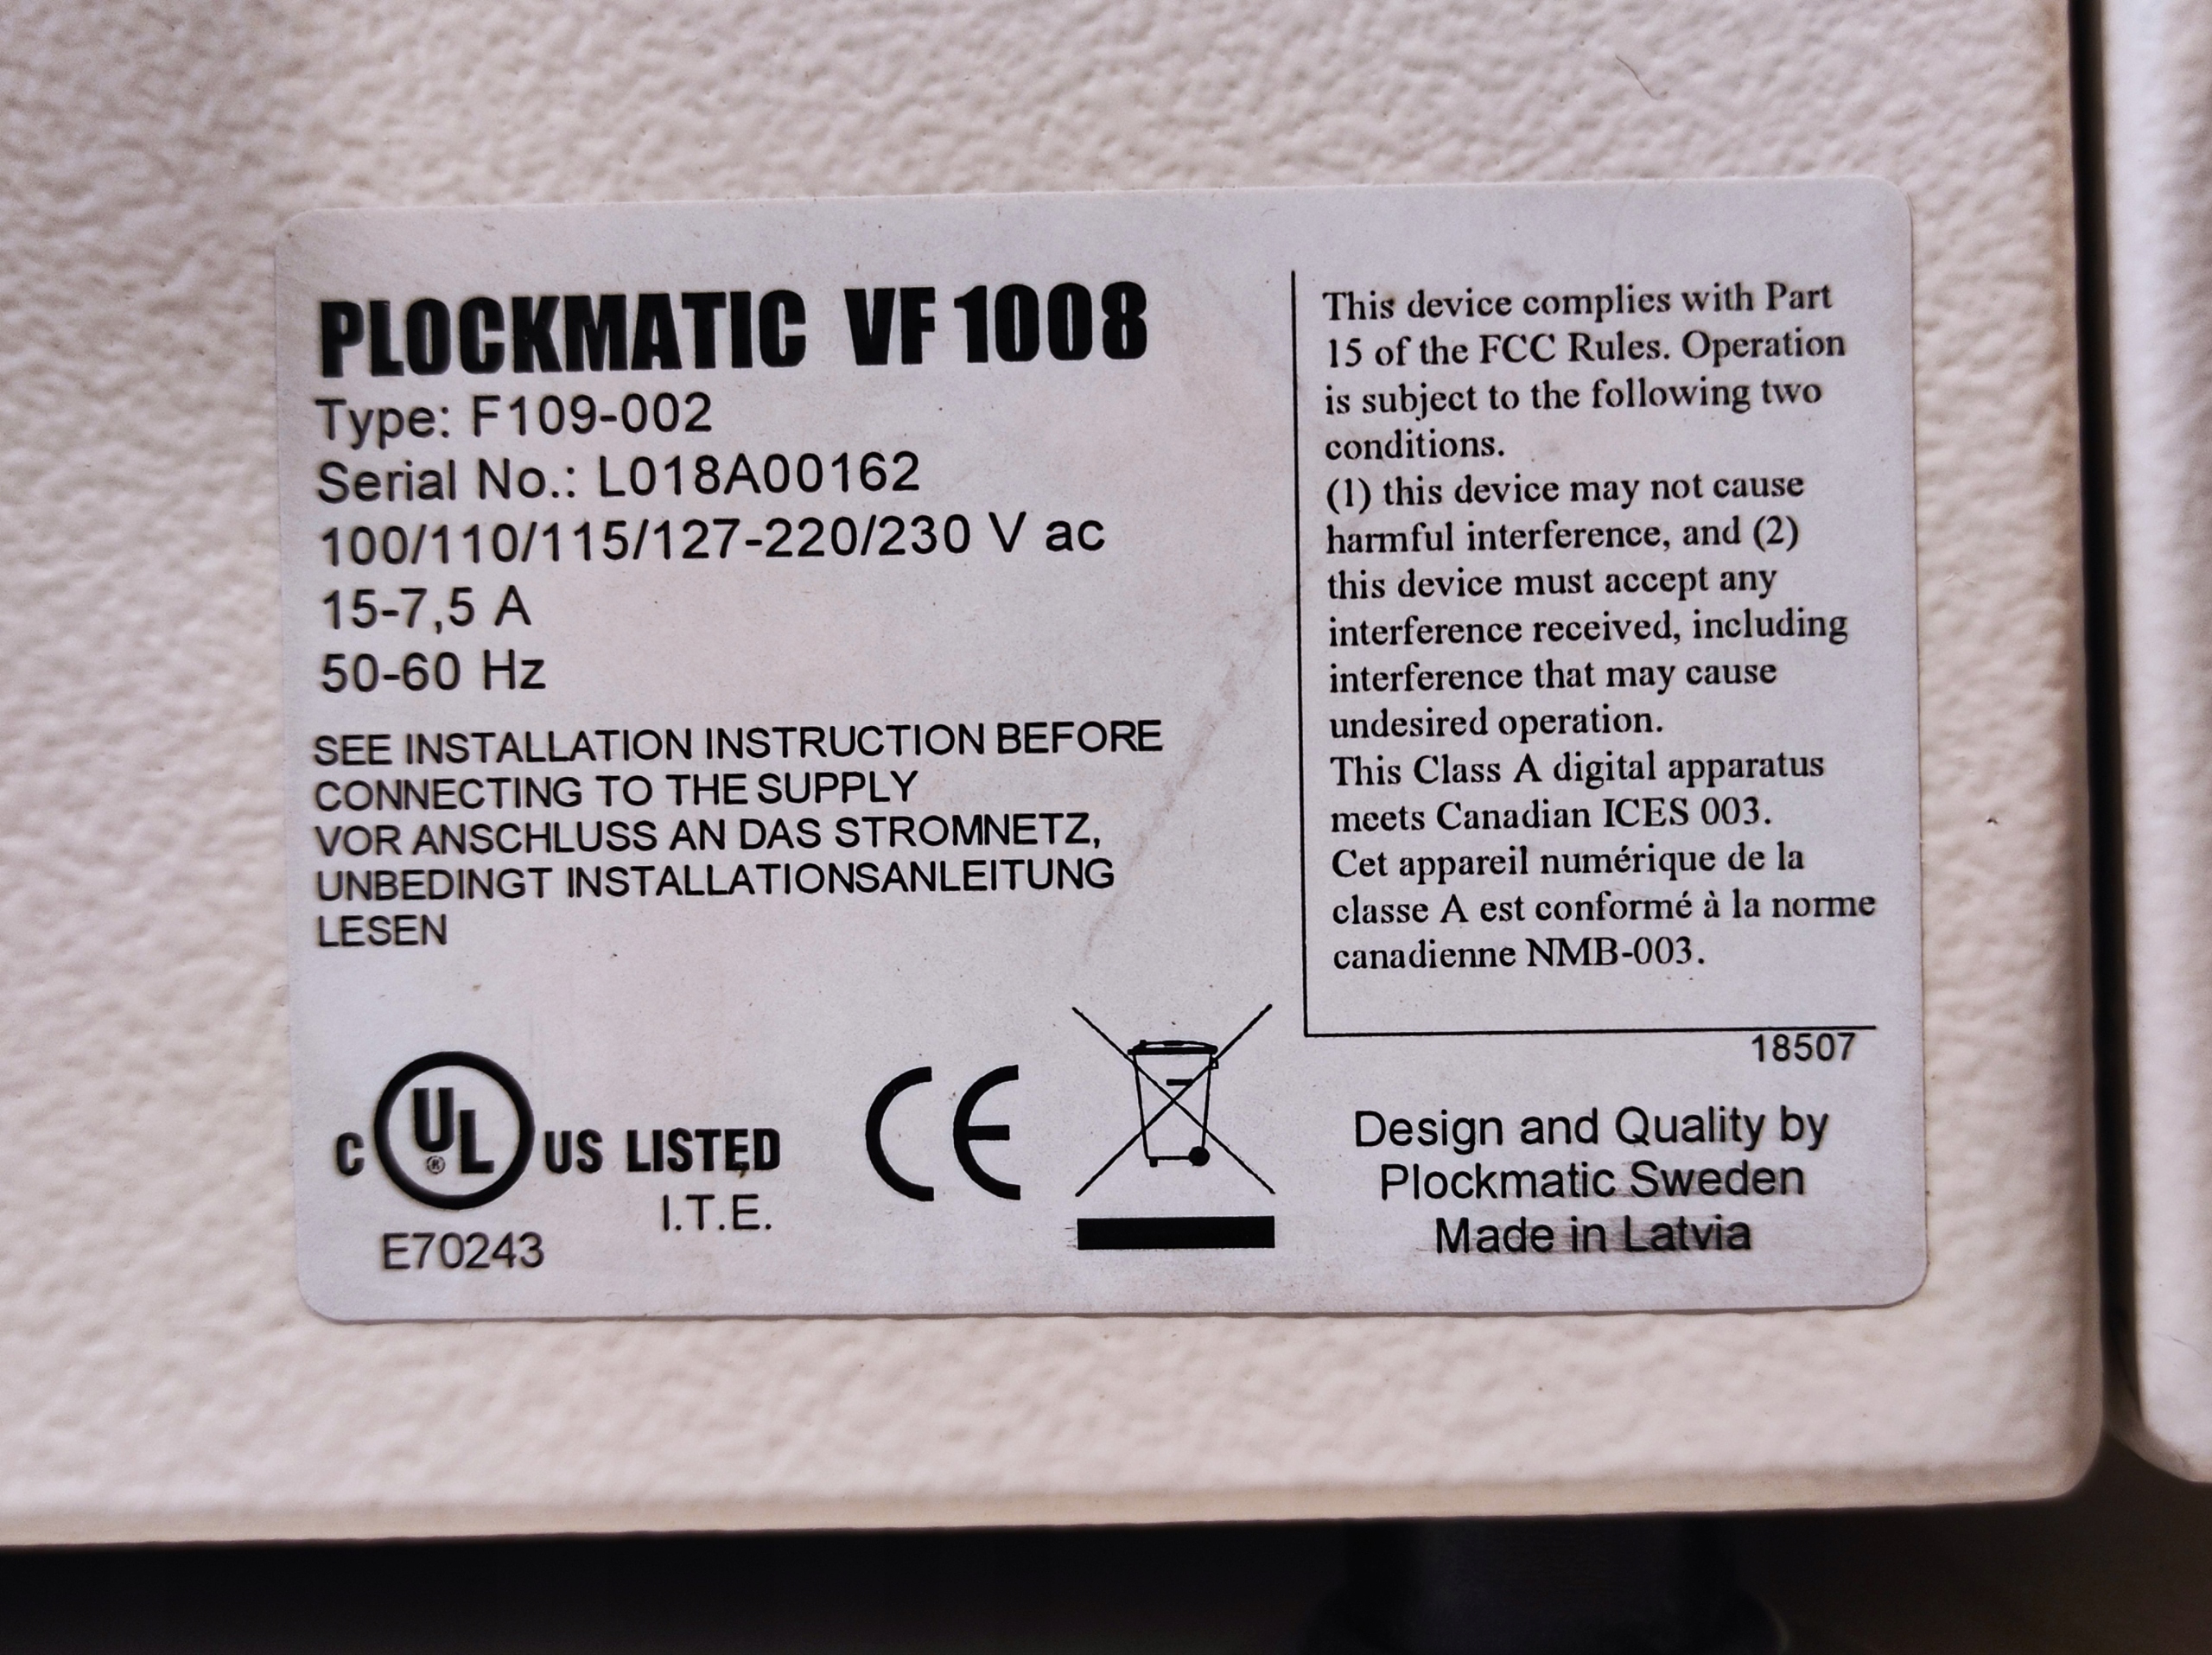 PLOCKMATIC VF 1008
Type: F109-002
Serial No.: L018A00162
100/110/115/127-220/230 V ac
15-7,5 A
50-60 Hz
SEE INSTALLATION INSTRUCTION BEFORE
CONNECTING TO THE SUPPLY
VOR ANSCHLUSS AN DAS STROMNETZ,
UNBEDINGT INSTALLATIONSANLEITUNG
LESEN
C UL ® US LISTED
I.T.E.
E70243
CE
This device complies with Part
15 of the FCC Rules. Operation
is subject to the following two
conditions.
(1) this device may not cause
harmful interference, and (2)
this device must accept any
interference received, including
interference that may cause
undesired operation.
This Class A digital apparatus
meets Canadian ICES 003.
Cet appareil numérique de la
classe A est conformé à la norme
canadienne NMB-003.
18507
Design and Quality by
Plockmatic Sweden
Made in Latvia